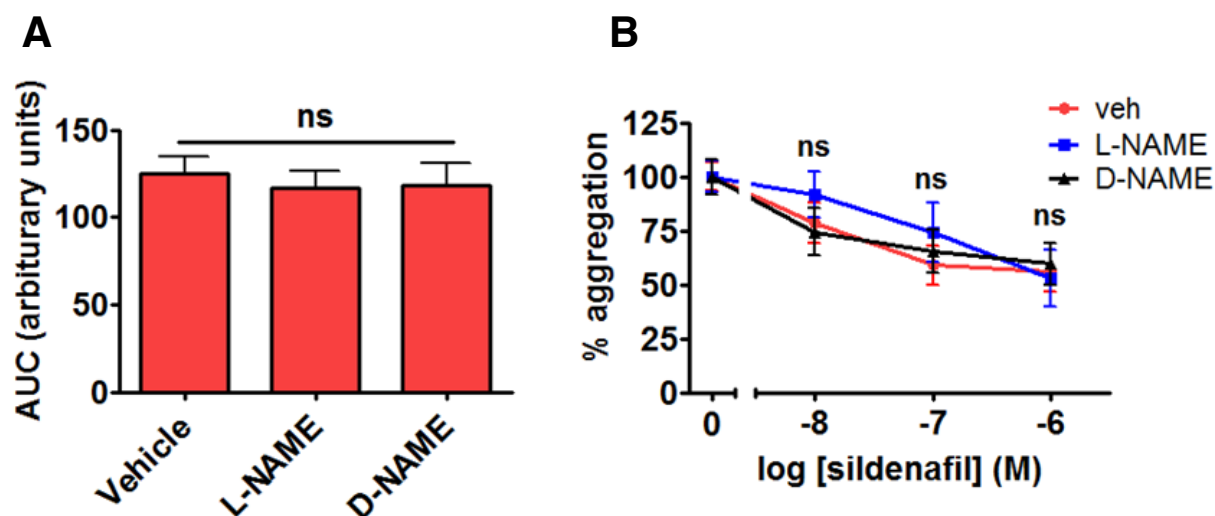 A
AUC (arbiturary units)
150
100
50
0
ns
Vehicle
L-NAME
D-NAME
B
veh
L-NAME
D-NAME
% aggregation
125
100
75
50
25
0
ns
ns
ns
0 -8 -7 -6
log [sildenafil] (M)